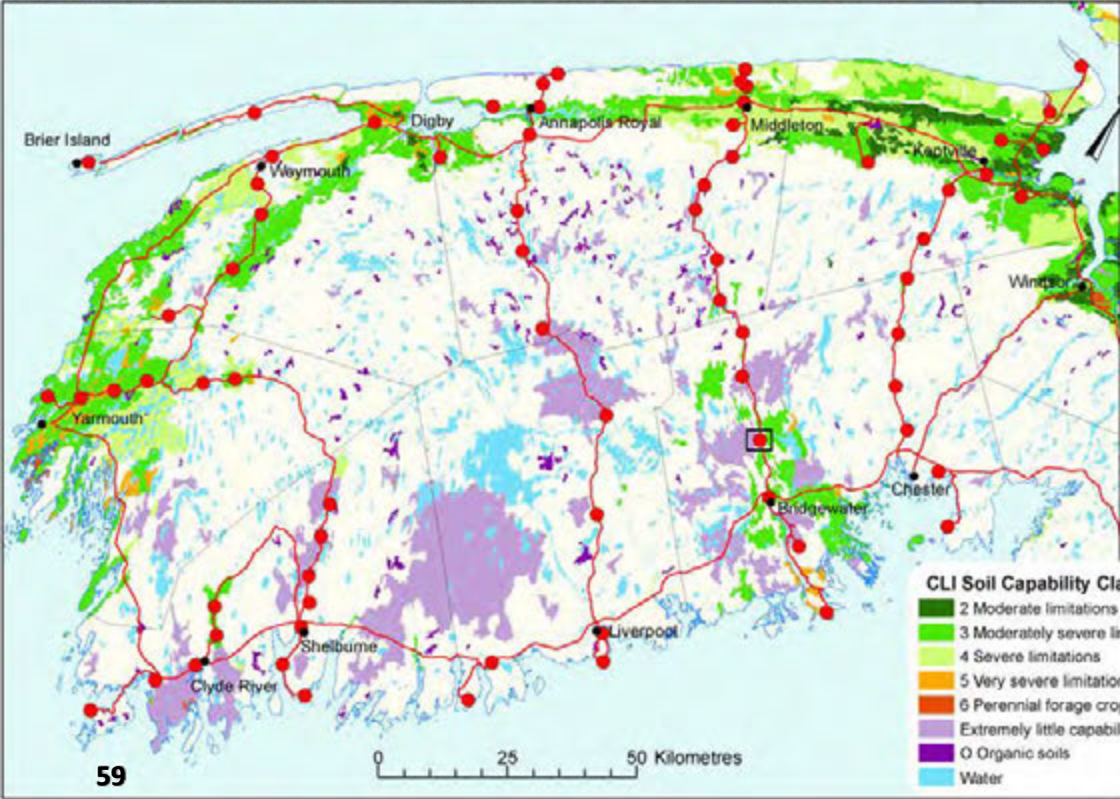 Brier Island
Digby
Annapolis Royal
Middleton
Kentville
Weymouth
Windsor
Yarmouth
Chester
Bridgewater
Shelburne
Liverpool
Clyde River
CLI Soil Capability Cla
2 Moderate limitations
3 Moderately severe li
4 Severe limitations
5 Very severe limitation
6 Perennial forage cro
Extremely little capabil
O Organic soils
Water
0 25 50 Kilometres
59